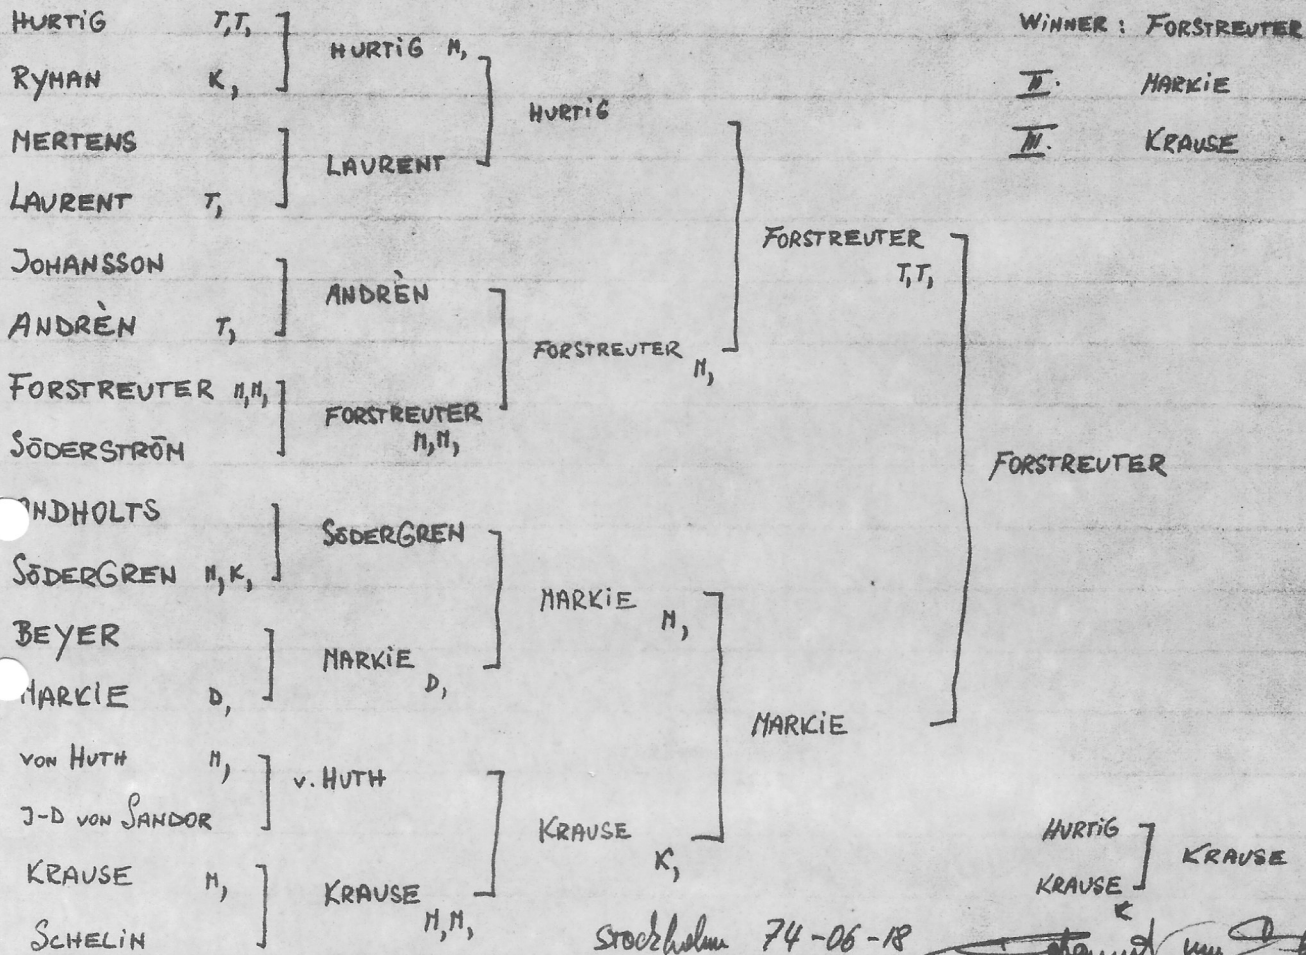 HURTiG T,T,
RYMAN K,
MERTENS
LAURENT T,
JOHANSSON
ANDRÈN T,
FORSTREUTER M,M,
SÖDERSTRÖM
NDHOLTS
SÖDERGREN M,K,
BEYER
MARKiE D,
VON HUTH M,
J-D VON SANDOR
KRAUSE M,
SCHELiN
HURTiG M,
LAURENT
ANDRÈN
FORSTREUTER
M,M,
SÖDERGREN
MARKiE D,
v. HUTH
KRAUSE
M,M,
HURTiG
FORSTREUTER M,
MARKiE M,
KRAUSE K,
FORSTREUTER
T,T,
MARKiE
FORSTREUTER
WiNNER : FORSTREUTER
II. MARKiE
III. KRAUSE
HURTiG
KRAUSE
K
KRAUSE
Stockholm 74-06-18